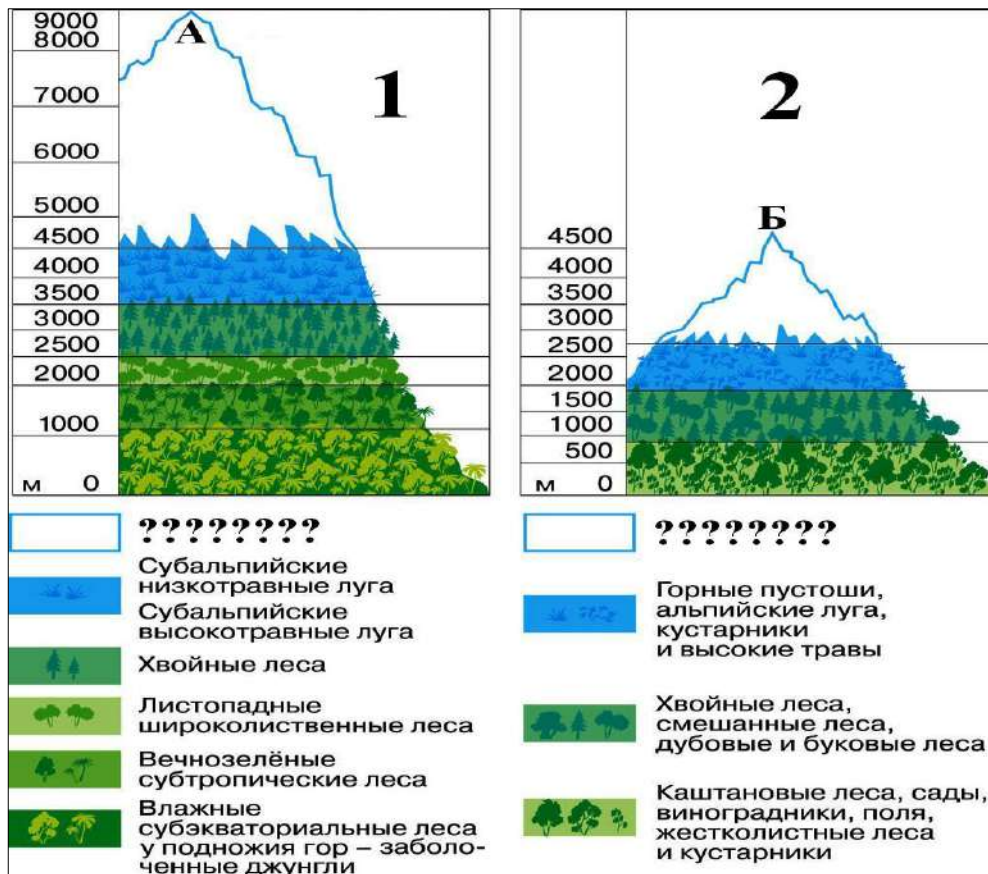 9000
8000
7000
6000
5000
4500
4000
3500
3000
2500
2000
1000
м 0
А
1
2
Б
4500
4000
3500
3000
2500
2000
1500
1000
500
м 0
????????
Субальпийские
низкотравные луга
Субальпийские
высокотравные луга
Хвойные леса
Листопадные
широколиственные леса
Вечнозелёные
субтропические леса
Влажные
субэкваториальные леса
у подножия гор – заболо-
ченные джунгли
????????
Горные пустоши,
альпийские луга,
кустарники
и высокие травы
Хвойные леса,
смешанные леса,
дубовые и буковые леса
Каштановые леса, сады,
виноградники, поля,
жестколистные леса
и кустарники